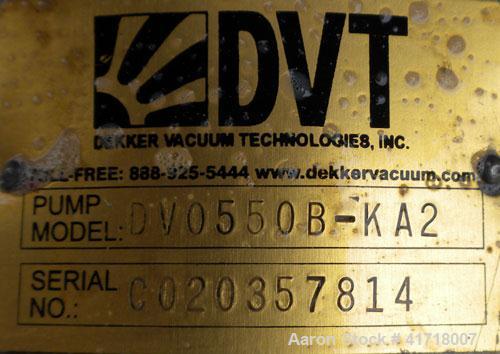 DVT
DEKKER VACUUM TECHNOLOGIES, INC.
TOLL-FREE: 888-925-5444 www.dekkervacuum.com
PUMP
MODEL: DV0550B-KA2
SERIAL
NO.: C020357814
Aaron Stock # 41718007